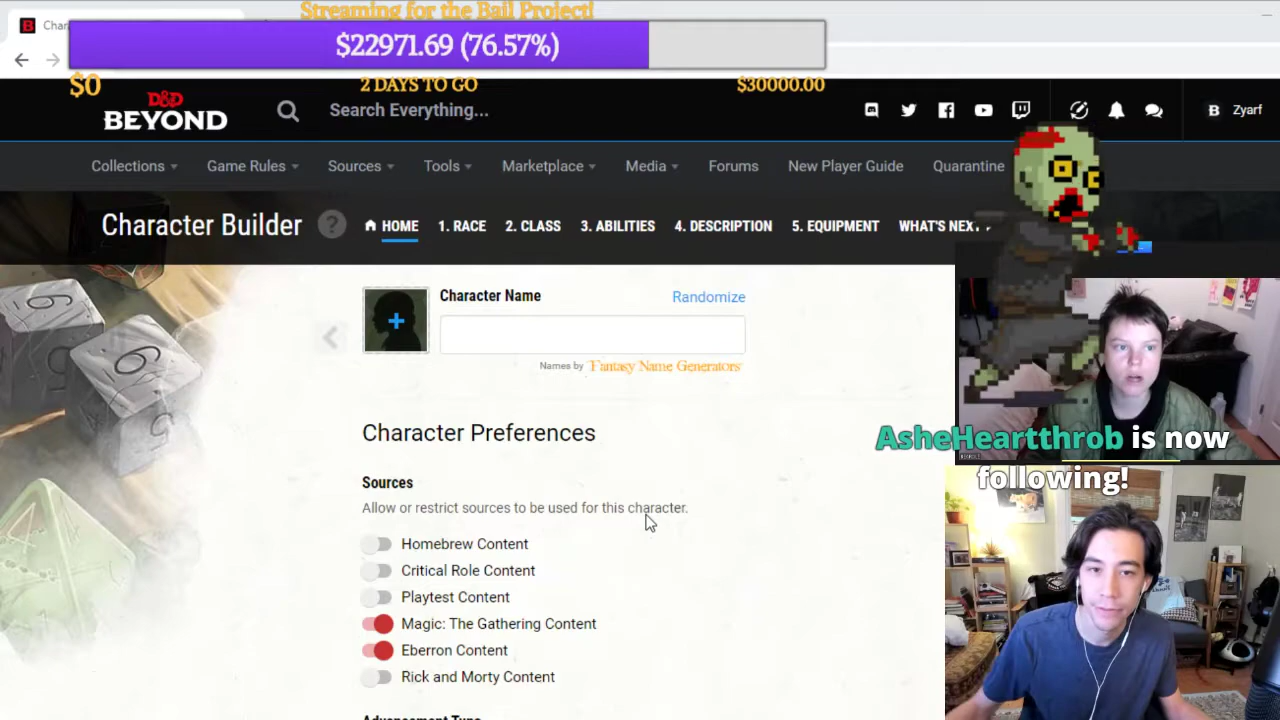 Streaming for the Bail Project!
$22971.69 (76.57%)
$0
2 DAYS TO GO
$30000.00
D&D
BEYOND
Search Everything...
Zyarf
Collections
Game Rules
Sources
Tools
Marketplace
Media
Forums
New Player Guide
Quarantine
Character Builder
?
HOME
1. RACE
2. CLASS
3. ABILITIES
4. DESCRIPTION
5. EQUIPMENT
WHAT'S NEXT
Character Name
Randomize
Names by Fantasy Name Generators
Character Preferences
AsheHeartthrob is now
following!
Sources
Allow or restrict sources to be used for this character.
Homebrew Content
Critical Role Content
Playtest Content
Magic: The Gathering Content
Eberron Content
Rick and Morty Content